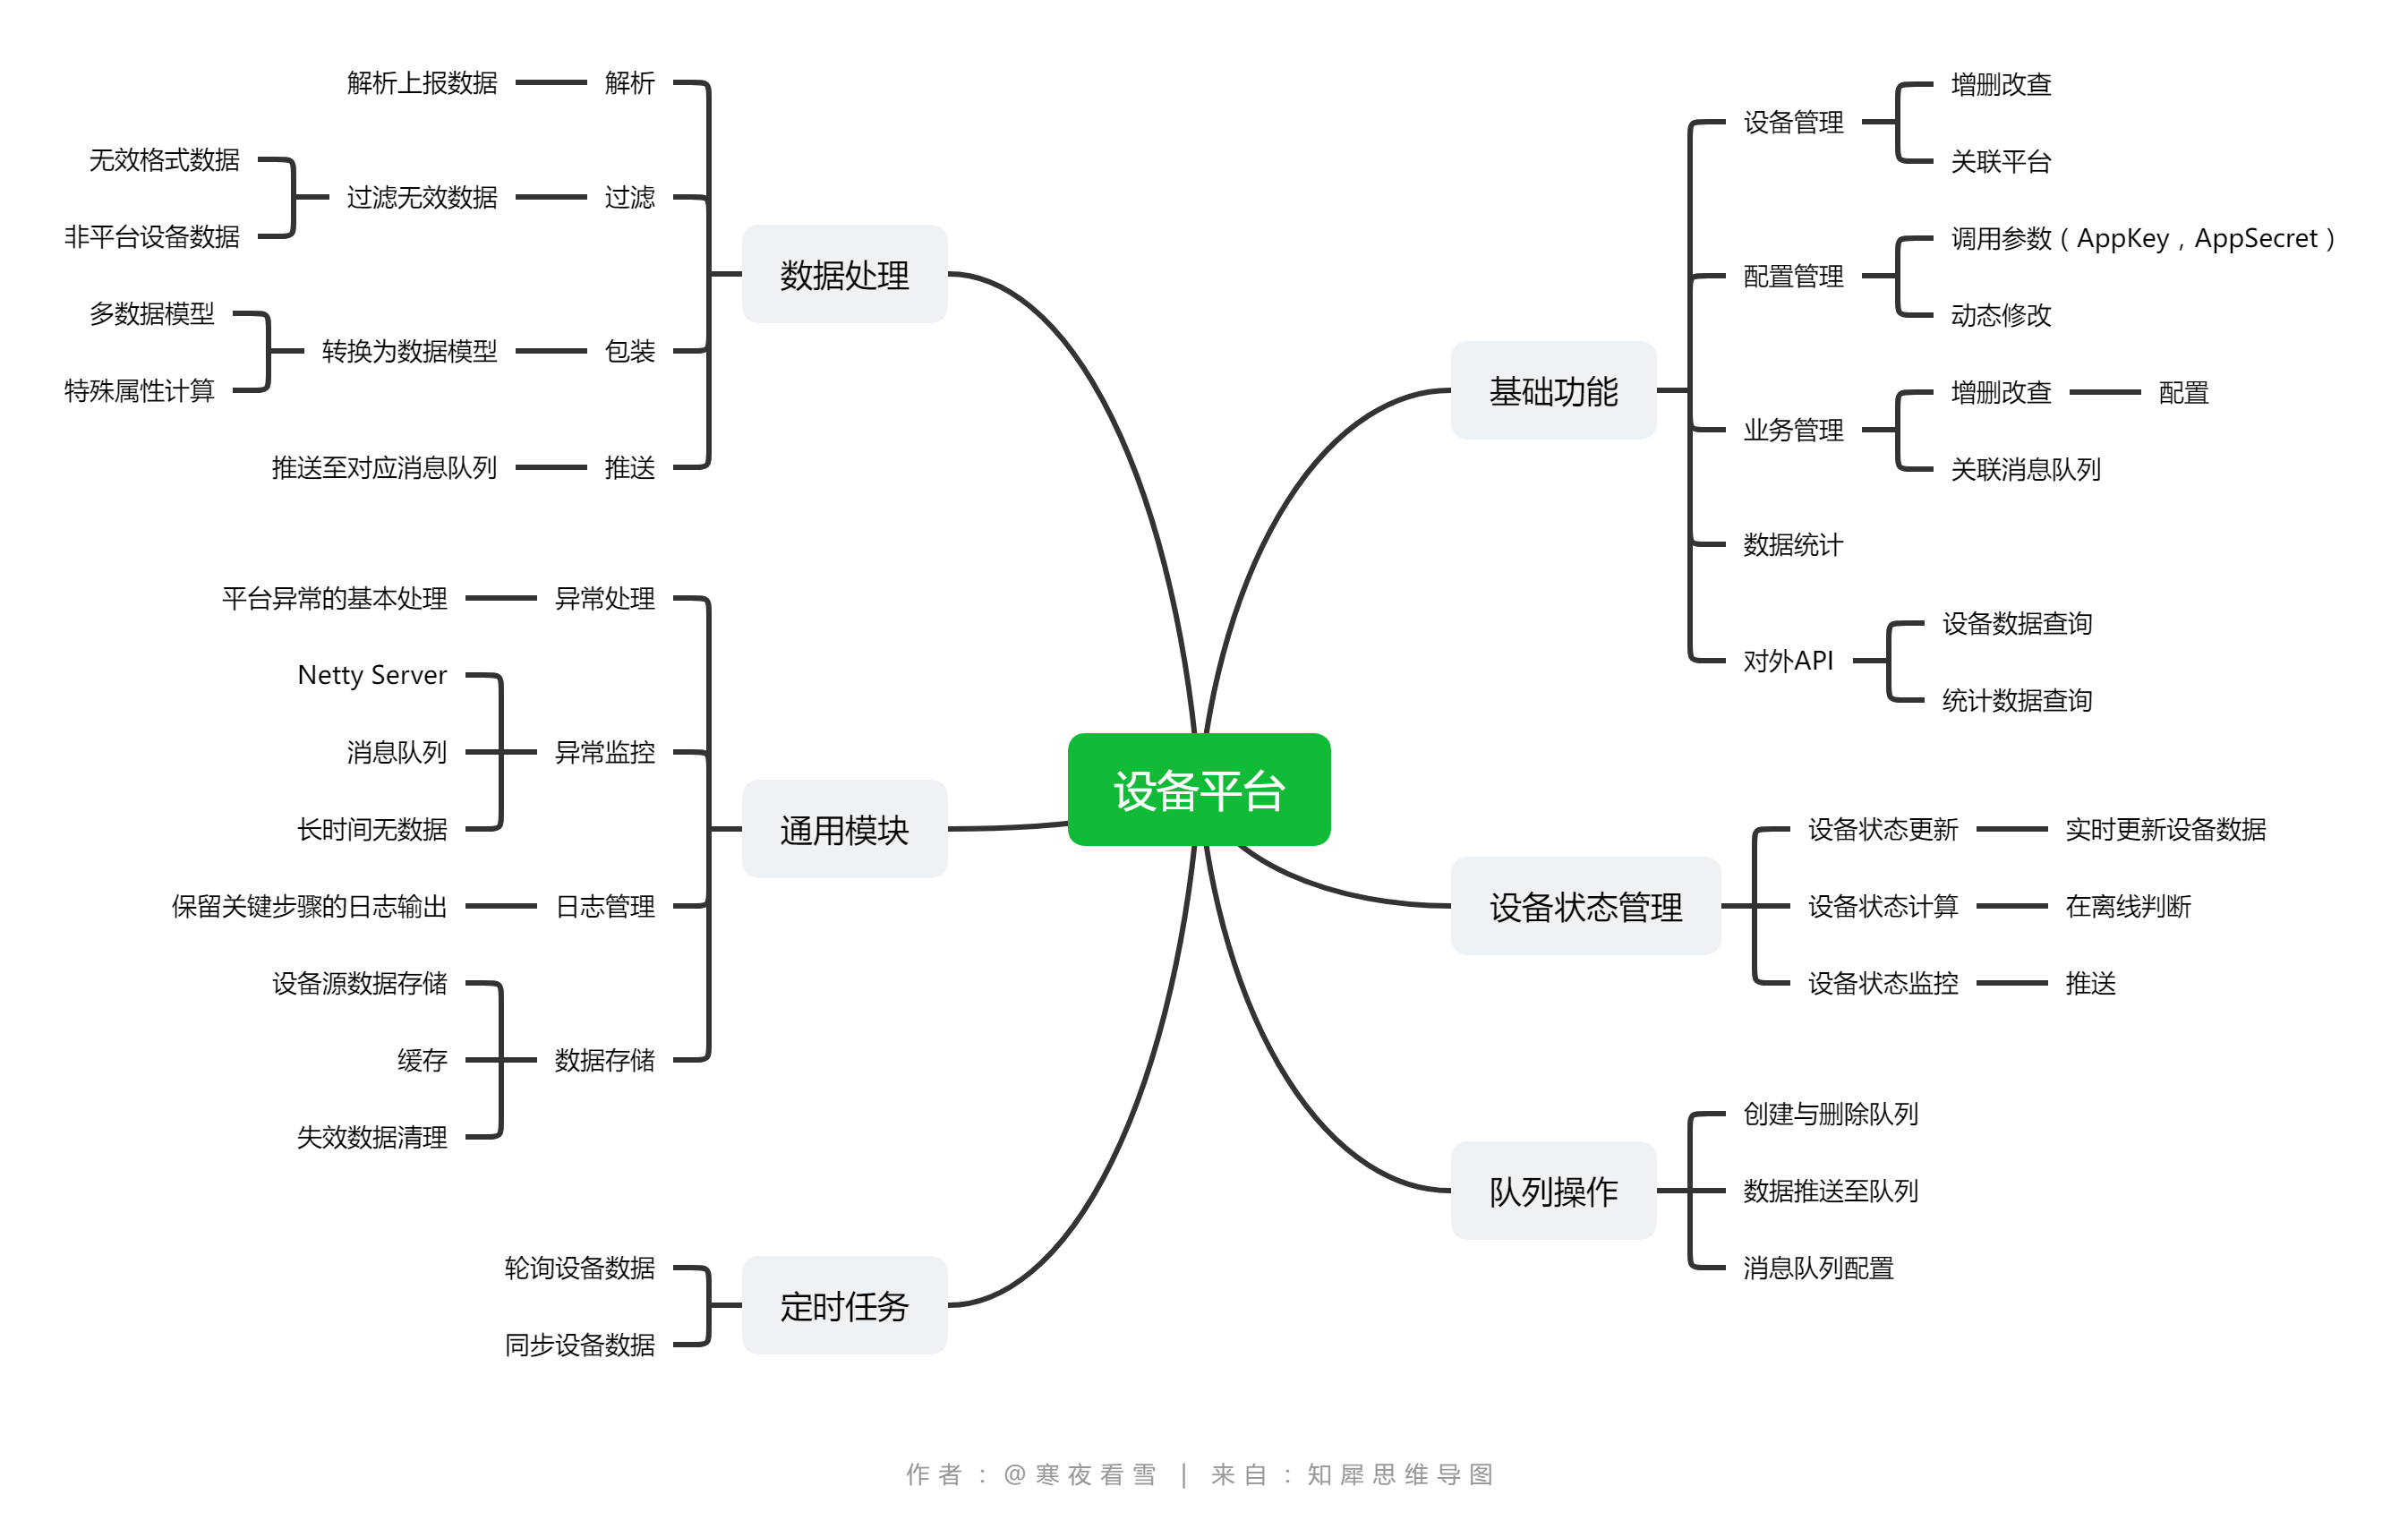 设备平台
基础功能
设备管理
增删改查
关联平台
配置管理
调用参数（AppKey，AppSecret）
动态修改
业务管理
增删改查
配置
关联消息队列
数据统计
对外API
设备数据查询
统计数据查询
设备状态管理
设备状态更新
实时更新设备数据
设备状态计算
在离线判断
设备状态监控
推送
队列操作
创建与删除队列
数据推送至队列
消息队列配置
数据处理
解析
解析上报数据
过滤
过滤无效数据
无效格式数据
非平台设备数据
包装
转换为数据模型
多数据模型
特殊属性计算
推送
推送至对应消息队列
通用模块
异常处理
平台异常的基本处理
异常监控
Netty Server
消息队列
长时间无数据
日志管理
保留关键步骤的日志输出
数据存储
设备源数据存储
缓存
失效数据清理
定时任务
轮询设备数据
同步设备数据
作者：@寒夜看雪 | 来自：知犀思维导图